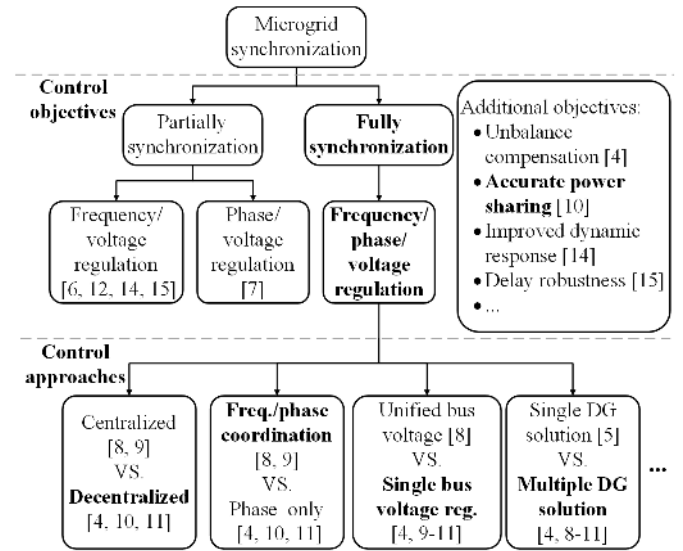 Microgrid
synchronization
Control
objectives
Partially
synchronization
Fully
synchronization
Additional objectives:
• Unbalance
compensation [4]
• Accurate power
sharing [10]
• Improved dynamic
response [14]
• Delay robustness [15]
• ...
Frequency/
voltage
regulation
[6, 12, 14, 15]
Phase/
voltage
regulation
[7]
Frequency/
phase/
voltage
regulation
Control
approaches
Centralized
[8, 9]
VS.
Decentralized
[4, 10, 11]
Freq./phase
coordination
[8, 9]
VS.
Phase only
[4, 10, 11]
Unified bus
voltage [8]
VS.
Single bus
voltage reg.
[4, 9-11]
Single DG
solution [5]
VS.
Multiple DG
solution
[4, 8-11]
...